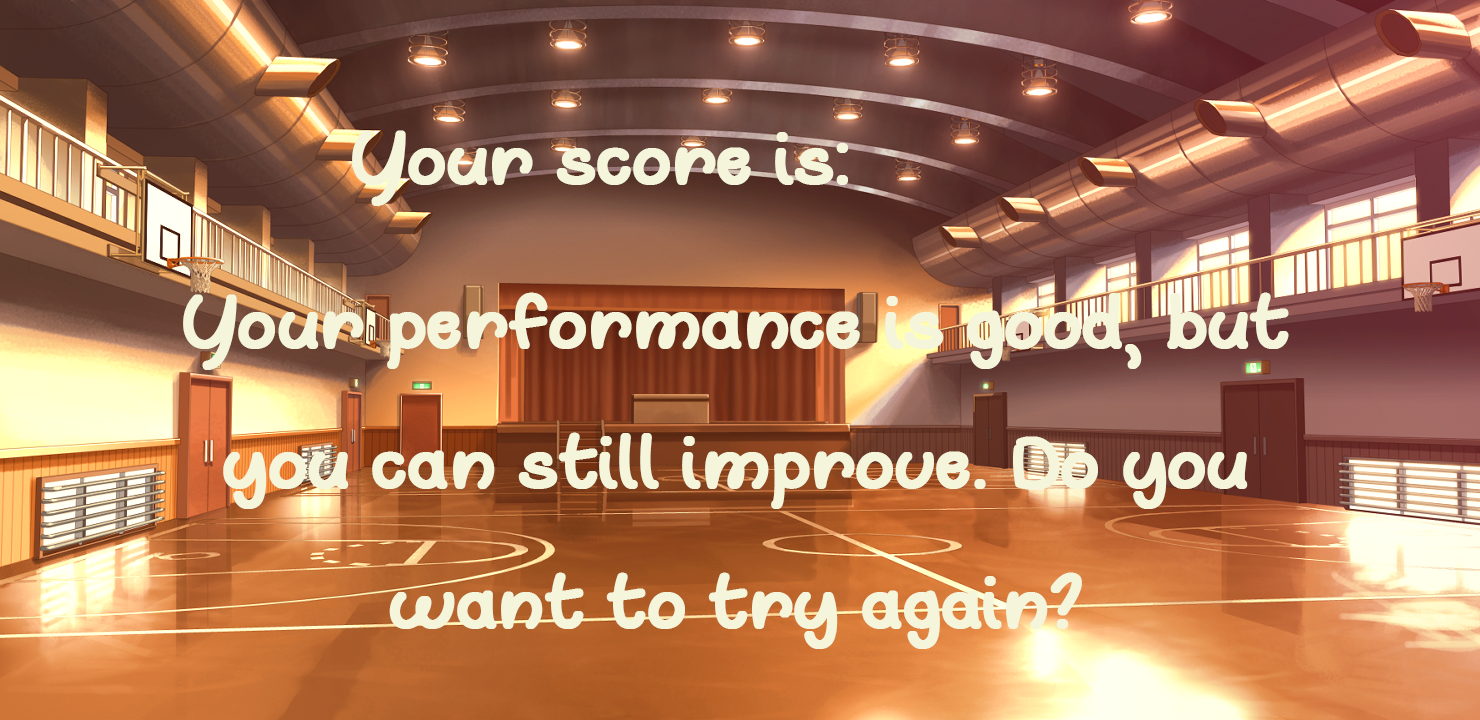 Your score is:
Your performance is good, but
you can still improve. Do you
want to try again?